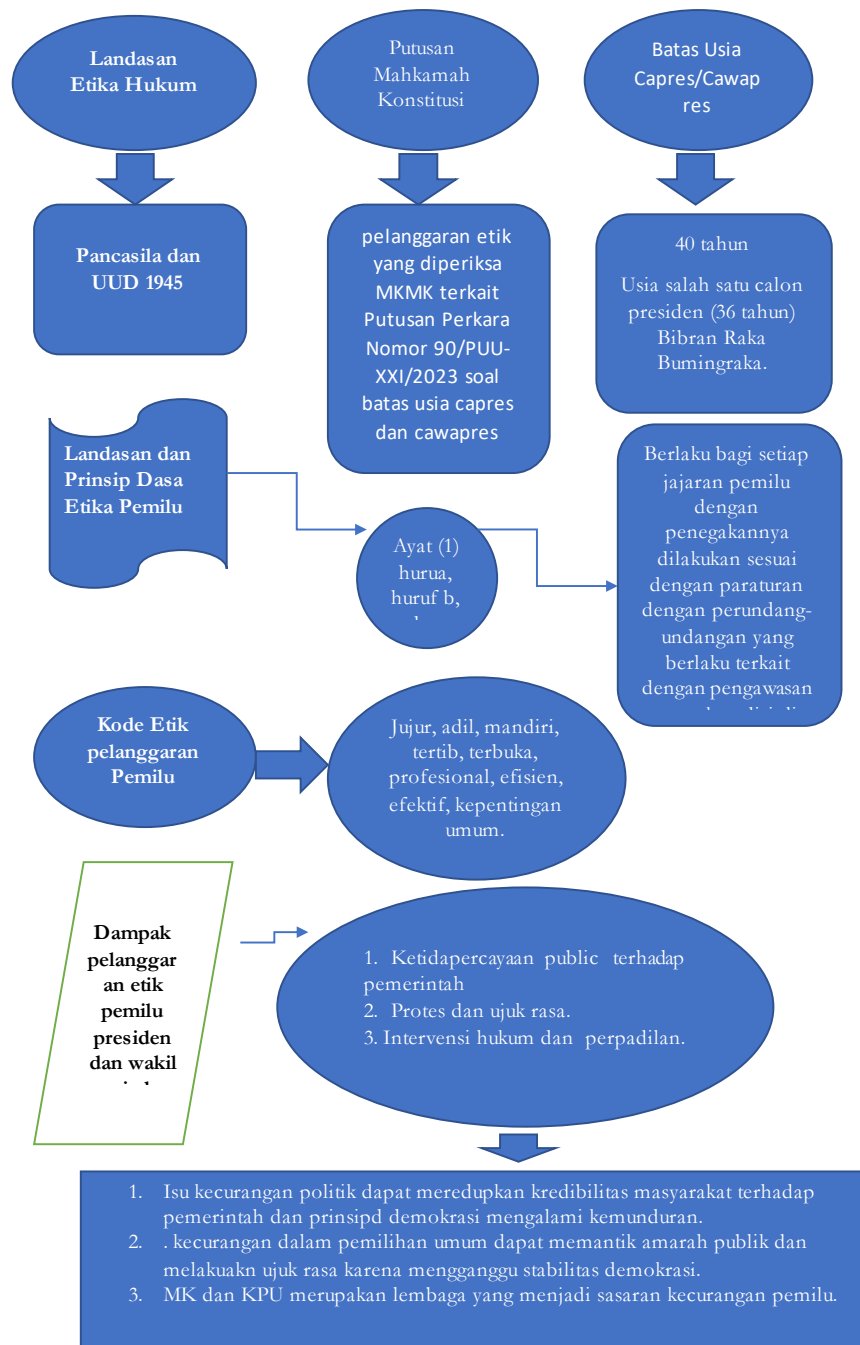 Landasan
Etika Hukum
Putusan
Mahkamah
Konstitusi
Batas Usia
Capres/Cawap
res
Pancasila dan
UUD 1945
pelanggaran etik
yang diperiksa
MKMK terkait
Putusan Perkara
Nomor 90/PUU-
XXI/2023 soal
batas usia capres
dan cawapres
40 tahun
Usia salah satu calon
presiden (36 tahun)
Bibran Raka
Bumingraka.
Landasan dan
Prinsip Dasa
Etika Pemilu
Ayat (1)
hurua,
huruf b,
Berlaku bagi setiap
jajaran pemilu
dengan
penegakannya
dilakukan sesuai
dengan paraturan
dengan perundang-
undangan yang
berlaku terkait
dengan pengawasan
Kode Etik
pelanggaran
Pemilu
Jujur, adil, mandiri,
tertib, terbuka,
profesional, efisien,
efektif, kepentingan
umum.
Dampak
pelanggar
an etik
pemilu
presiden
dan wakil
1. Ketidapercayaan public terhadap
pemerintah
2. Protes dan ujuk rasa.
3. Intervensi hukum dan perpadilan.
1. Isu kecurangan politik dapat meredupkan kredibilitas masyarakat terhadap
pemerintah dan prinsipd demokrasi mengalami kemunduran.
2. . kecurangan dalam pemilihan umum dapat memantik amarah publik dan
melakuakn ujuk rasa karena mengganggu stabilitas demokrasi.
3. MK dan KPU merupakan lembaga yang menjadi sasaran kecurangan pemilu.